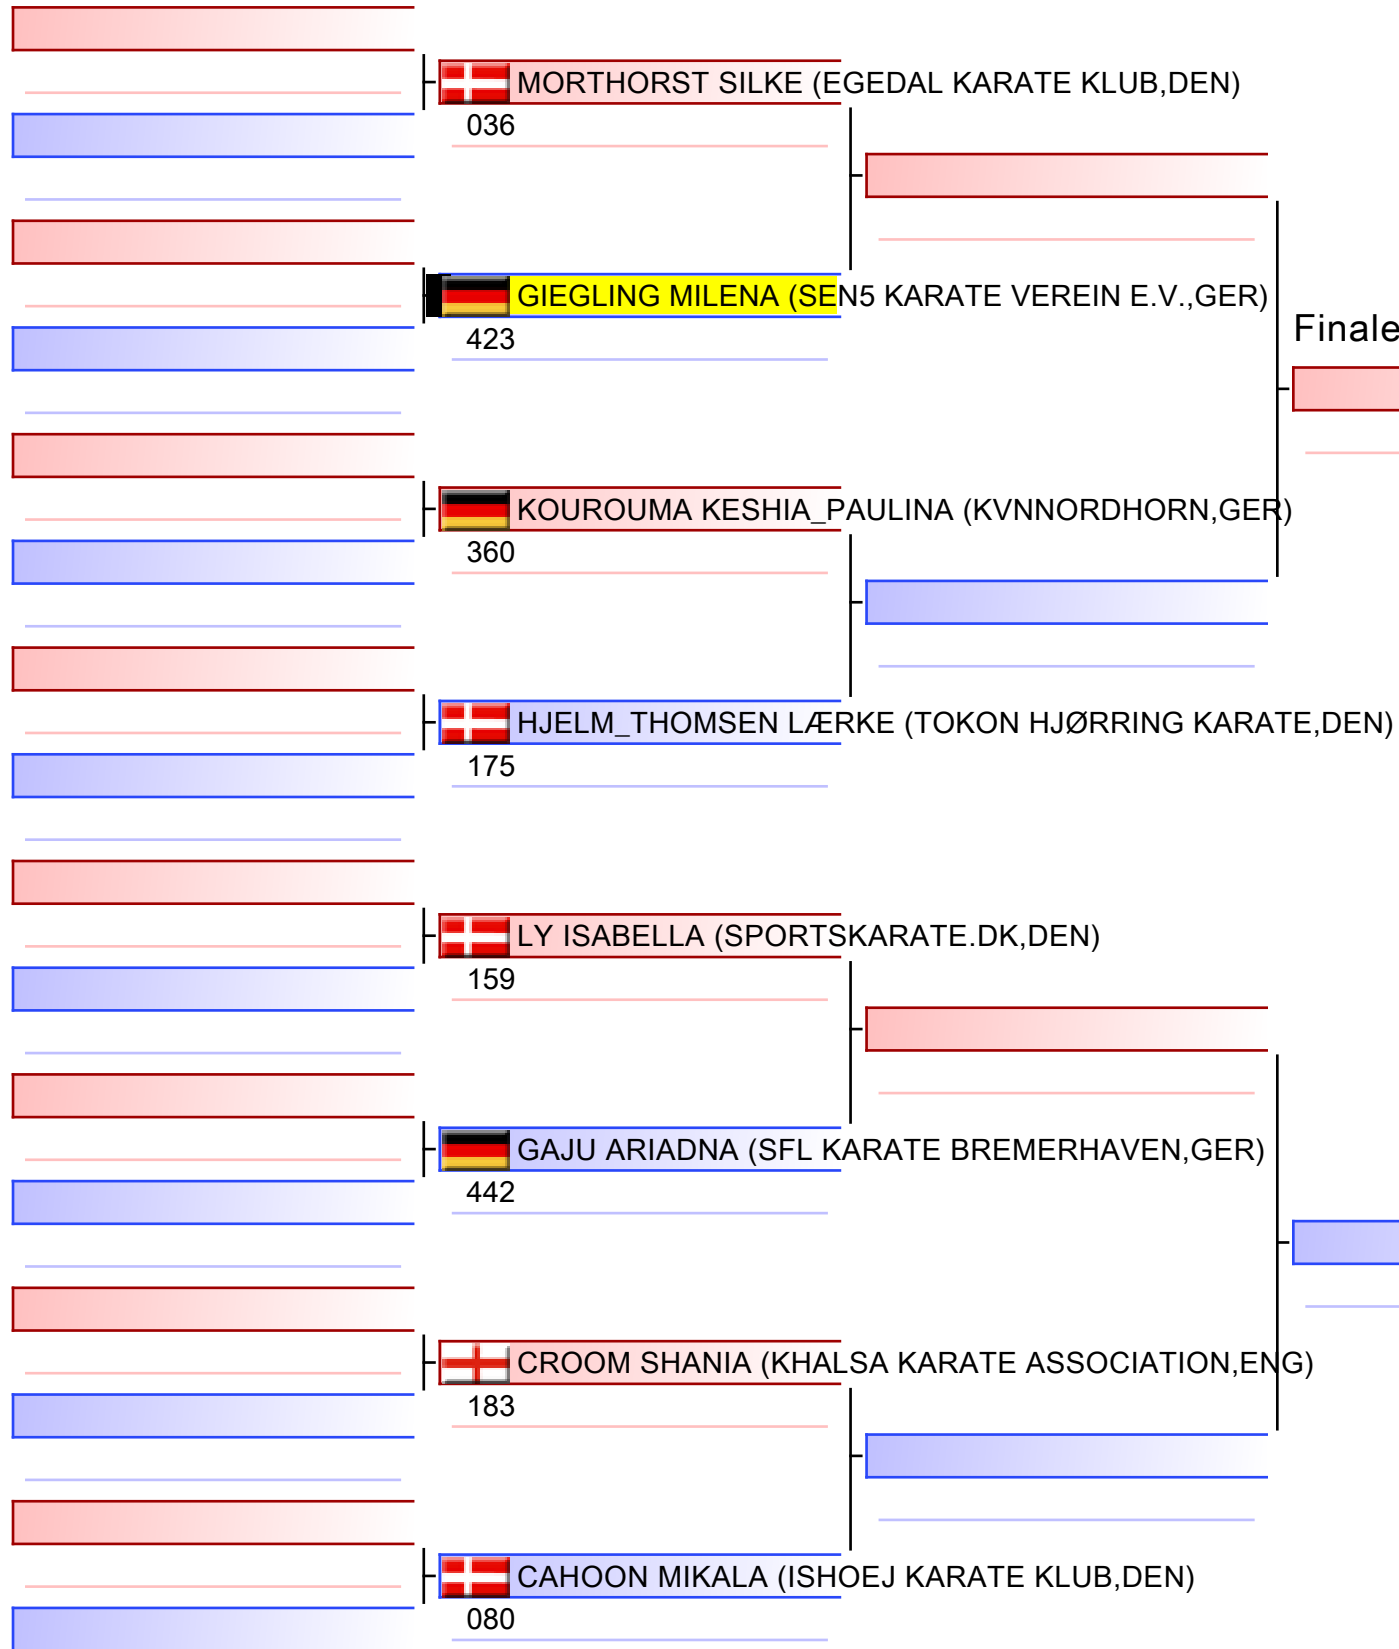 MORTHORST SILKE (EGEDAL KARATE KLUB,DEN)
036
GIEGLING MILENA (SEN5 KARATE VEREIN E.V.,GER)
423
Finale
KOUROUMA KESHIA_PAULINA (KVNNORDHORN,GER)
360
HJELM_THOMSEN LÆRKE (TOKON HJØRRING KARATE,DEN)
175
LY ISABELLA (SPORTSKARATE.DK,DEN)
159
GAJU ARIADNA (SFL KARATE BREMERHAVEN,GER)
442
CROOM SHANIA (KHALSA KARATE ASSOCIATION,ENG)
183
CAHOON MIKALA (ISHOEJ KARATE KLUB,DEN)
080